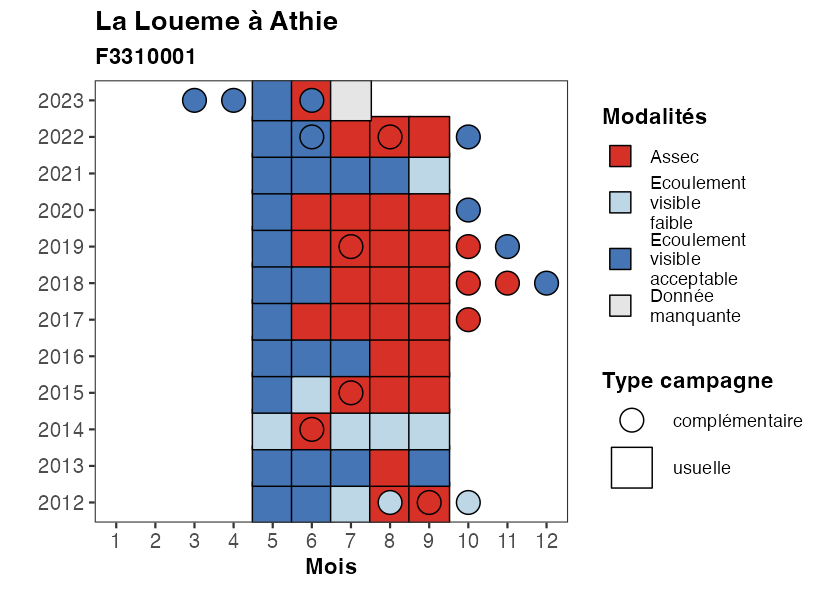 La Loueme à Athie
F3310001
2023
2022
2021
2020
2019
2018
2017
2016
2015
2014
2013
2012
1 2 3 4 5 6 7 8 9 10 11 12
Mois
Modalités
Assec
Ecoulement
visible
faible
Ecoulement
visible
acceptable
Donnée
manquante
Type campagne
complémentaire
usuelle